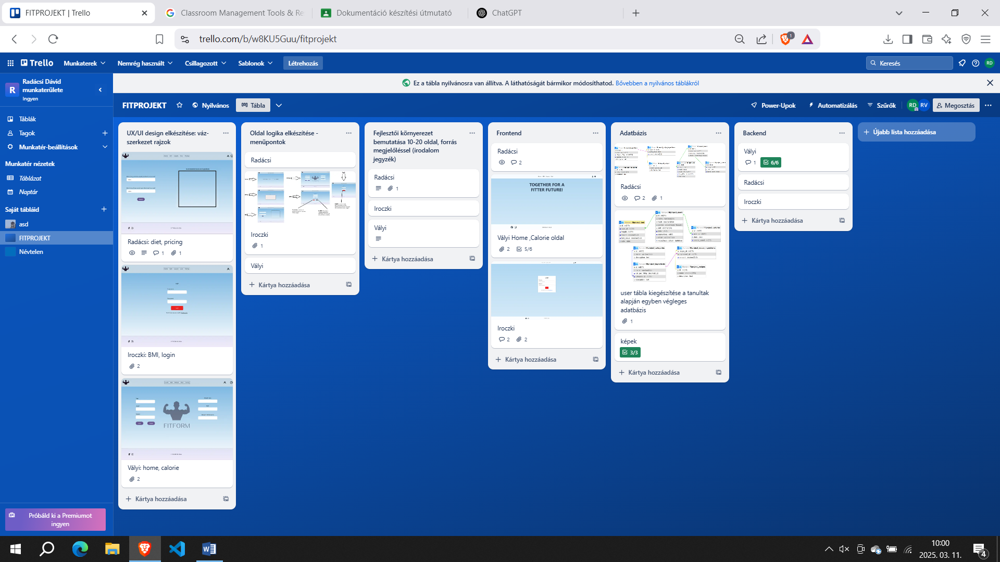 FITPROJEKT | Trello
Classroom Management Tools & Re
Dokumentáció készítési útmutató
ChatGPT
trello.com/b/w8KU5Guu/fitprojekt
1
Trello
Munkaterek
Nemrég használt
Csillagozott
Sablonok
Létrehozás
Keresés
RD
R
Radácsi Dávid munkaterülete
Ingyen
Ez a tábla nyilvánosra van állítva. A láthatóságát bármikor módosíthatod. Bővebben a nyilvános táblákról
FITPROJEKT
Nyilvános
Tábla
Power-Upok
Automatizálás
Szűrők
RD
RV
Megosztás
Táblák
Tagok
Munkatér-beállítások
Munkatér nézetek
Táblázat
Naptár
Saját tábláid
asd
FITPROJEKT
Névtelen
Próbáld ki a Premiumot
ingyen
UX/UI design elkészítése: váz-
szerkezet rajzok
Radácsi: diet, pricing
1
1
Iroczki: BMI, login
2
FITFORM
Vályi: home, calorie
2
Kártya hozzáadása
Oldal logika elkészítése -
menüpontok
Radácsi
Iroczki
1
Vályi
Kártya hozzáadása
Fejlesztői környerezet
bemutatása 10-20 oldal, forrás
megjelőléssel (irodalom
jegyzék)
Radácsi
1
Iroczki
Vályi
Kártya hozzáadása
Frontend
Radácsi
2
TOGETHER FOR A
FITTER FUTURE!
Vályi Home ,Calorie oldal
2
5/6
Iroczki
2
2
Kártya hozzáadása
Adatbázis
Radácsi
2
1
user tábla kiegészítése a tanultak
alapján egyben végleges
adatbázis
1
képek
3/3
Kártya hozzáadása
Backend
Vályi
1
6/6
Radácsi
Iroczki
Kártya hozzáadása
Újabb lista hozzáadása
10:00
2025. 03. 11.
4